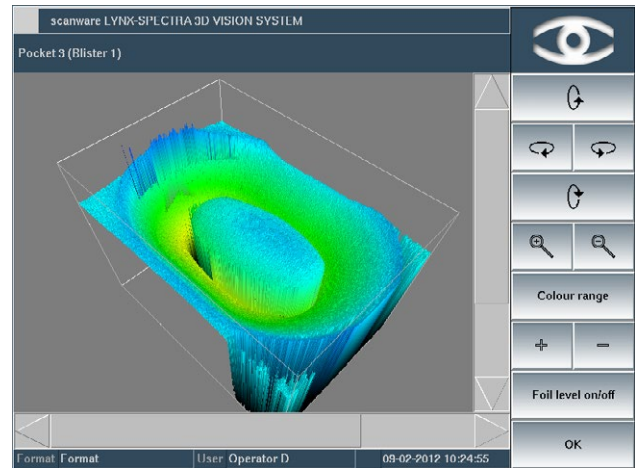 scanware LYNX-SPECTRA 3D VISION SYSTEM
Pocket 3 (Blister 1)
Colour range
Foil level on/off
OK
Format Format User Operator D 09-02-2012 10:24:55